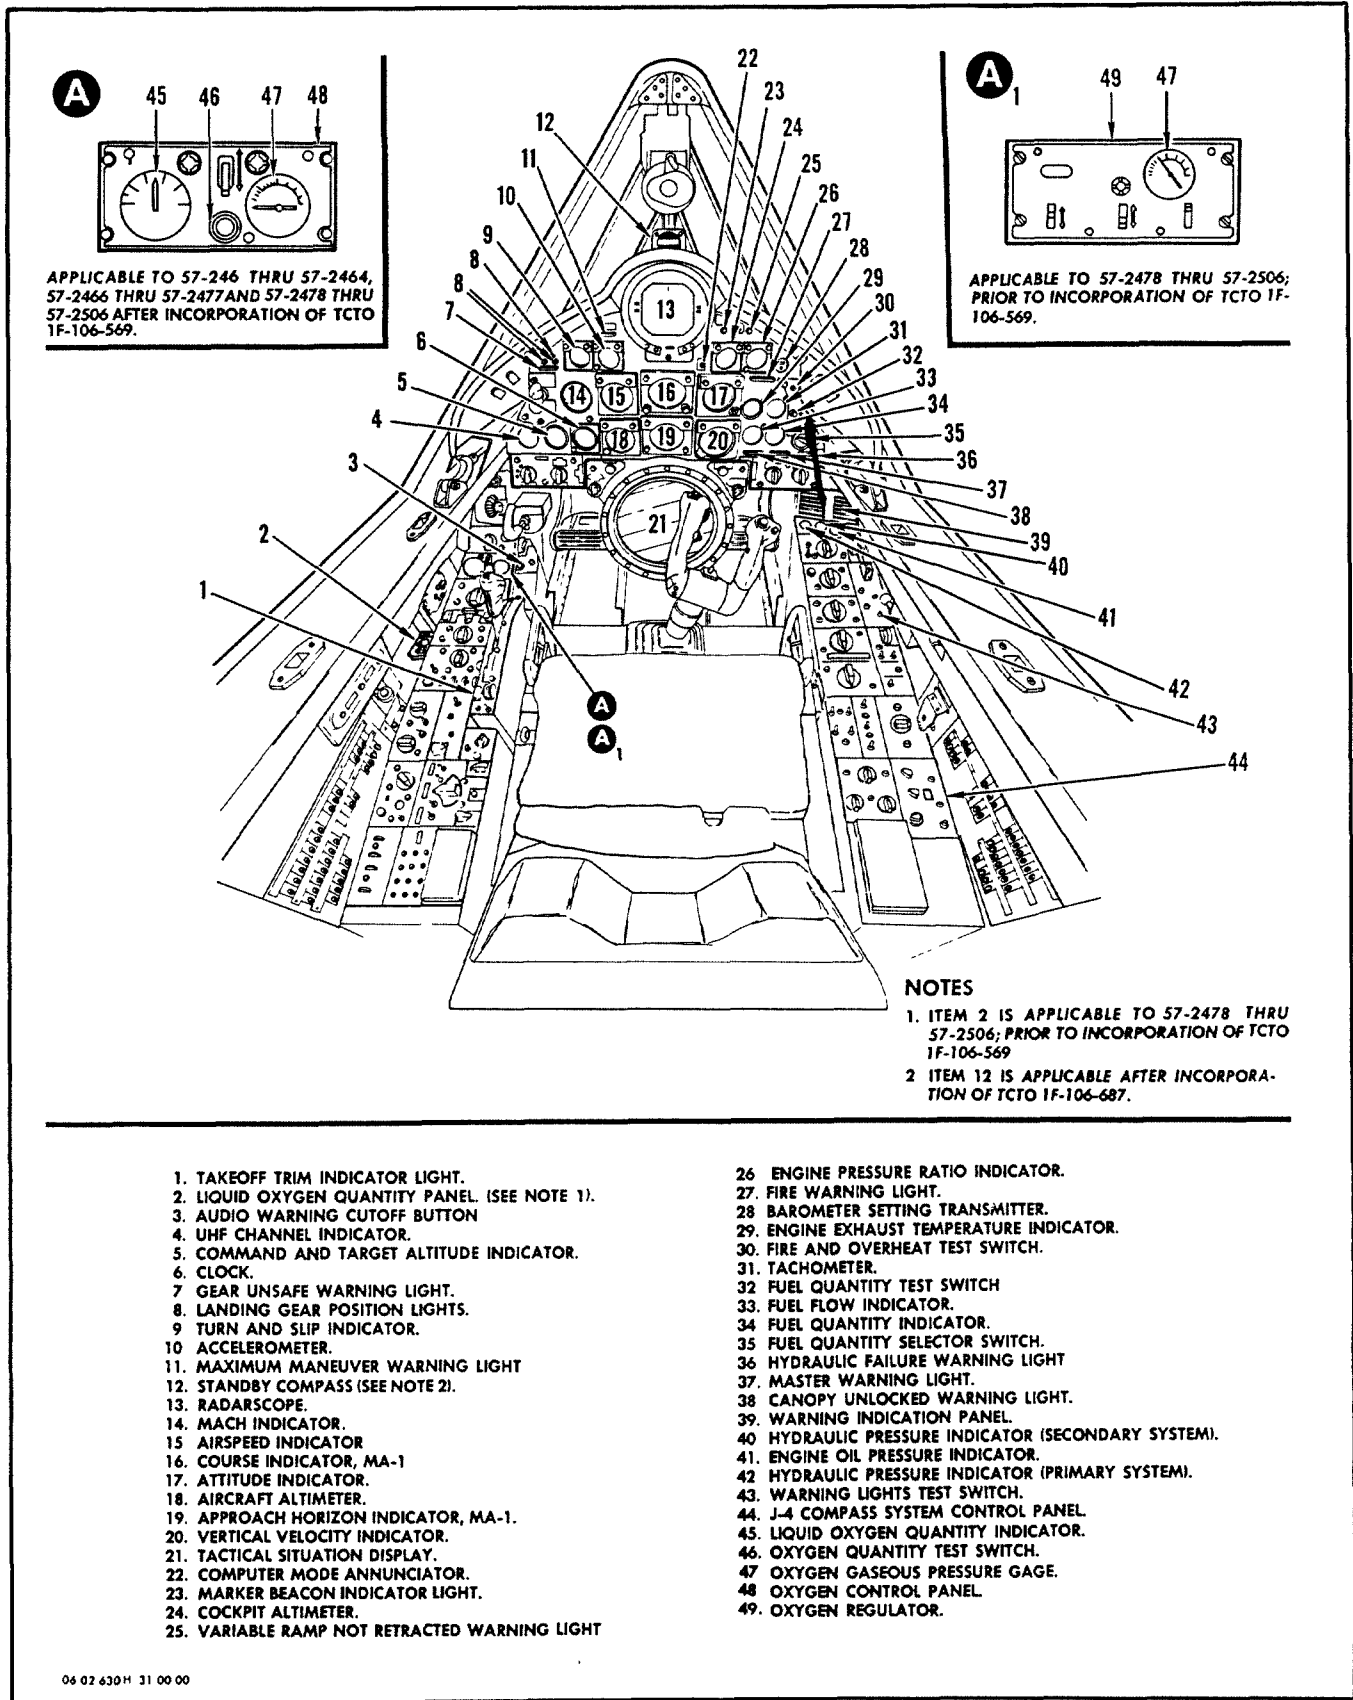 A
45 46 47 48
APPLICABLE TO 57-246 THRU 57-2464,
57-2466 THRU 57-2477 AND 57-2478 THRU
57-2506 AFTER INCORPORATION OF TCTO
1F-106-569.
A1
49 47
APPLICABLE TO 57-2478 THRU 57-2506;
PRIOR TO INCORPORATION OF TCTO 1F-
106-569.
22
23
12
24
11
25
10
26
9
27
8
28
8
29
7
30
6
31
32
5
33
4
34
35
3
36
37
38
2
39
40
1
41
42
43
44
13
14 15 16 17
18 19 20
21
A
A1
NOTES
1. ITEM 2 IS APPLICABLE TO 57-2478 THRU
57-2506; PRIOR TO INCORPORATION OF TCTO
1F-106-569
2 ITEM 12 IS APPLICABLE AFTER INCORPORA-
TION OF TCTO 1F-106-687.
1. TAKEOFF TRIM INDICATOR LIGHT.
2. LIQUID OXYGEN QUANTITY PANEL. (SEE NOTE 1).
3. AUDIO WARNING CUTOFF BUTTON
4. UHF CHANNEL INDICATOR.
5. COMMAND AND TARGET ALTITUDE INDICATOR.
6. CLOCK.
7 GEAR UNSAFE WARNING LIGHT.
8. LANDING GEAR POSITION LIGHTS.
9 TURN AND SLIP INDICATOR.
10 ACCELEROMETER.
11. MAXIMUM MANEUVER WARNING LIGHT
12. STANDBY COMPASS (SEE NOTE 2).
13. RADARSCOPE.
14. MACH INDICATOR.
15 AIRSPEED INDICATOR
16. COURSE INDICATOR, MA-1
17. ATTITUDE INDICATOR.
18. AIRCRAFT ALTIMETER.
19. APPROACH HORIZON INDICATOR, MA-1.
20. VERTICAL VELOCITY INDICATOR.
21. TACTICAL SITUATION DISPLAY.
22. COMPUTER MODE ANNUNCIATOR.
23. MARKER BEACON INDICATOR LIGHT.
24. COCKPIT ALTIMETER.
25. VARIABLE RAMP NOT RETRACTED WARNING LIGHT
26 ENGINE PRESSURE RATIO INDICATOR.
27. FIRE WARNING LIGHT.
28 BAROMETER SETTING TRANSMITTER.
29. ENGINE EXHAUST TEMPERATURE INDICATOR.
30. FIRE AND OVERHEAT TEST SWITCH.
31. TACHOMETER.
32 FUEL QUANTITY TEST SWITCH
33. FUEL FLOW INDICATOR.
34 FUEL QUANTITY INDICATOR.
35 FUEL QUANTITY SELECTOR SWITCH.
36 HYDRAULIC FAILURE WARNING LIGHT
37. MASTER WARNING LIGHT.
38 CANOPY UNLOCKED WARNING LIGHT.
39. WARNING INDICATION PANEL.
40 HYDRAULIC PRESSURE INDICATOR (SECONDARY SYSTEM).
41. ENGINE OIL PRESSURE INDICATOR.
42 HYDRAULIC PRESSURE INDICATOR (PRIMARY SYSTEM).
43. WARNING LIGHTS TEST SWITCH.
44. J-4 COMPASS SYSTEM CONTROL PANEL
45. LIQUID OXYGEN QUANTITY INDICATOR.
46. OXYGEN QUANTITY TEST SWITCH.
47 OXYGEN GASEOUS PRESSURE GAGE.
48 OXYGEN CONTROL PANEL
49. OXYGEN REGULATOR.
06 02 630H 31 00 00